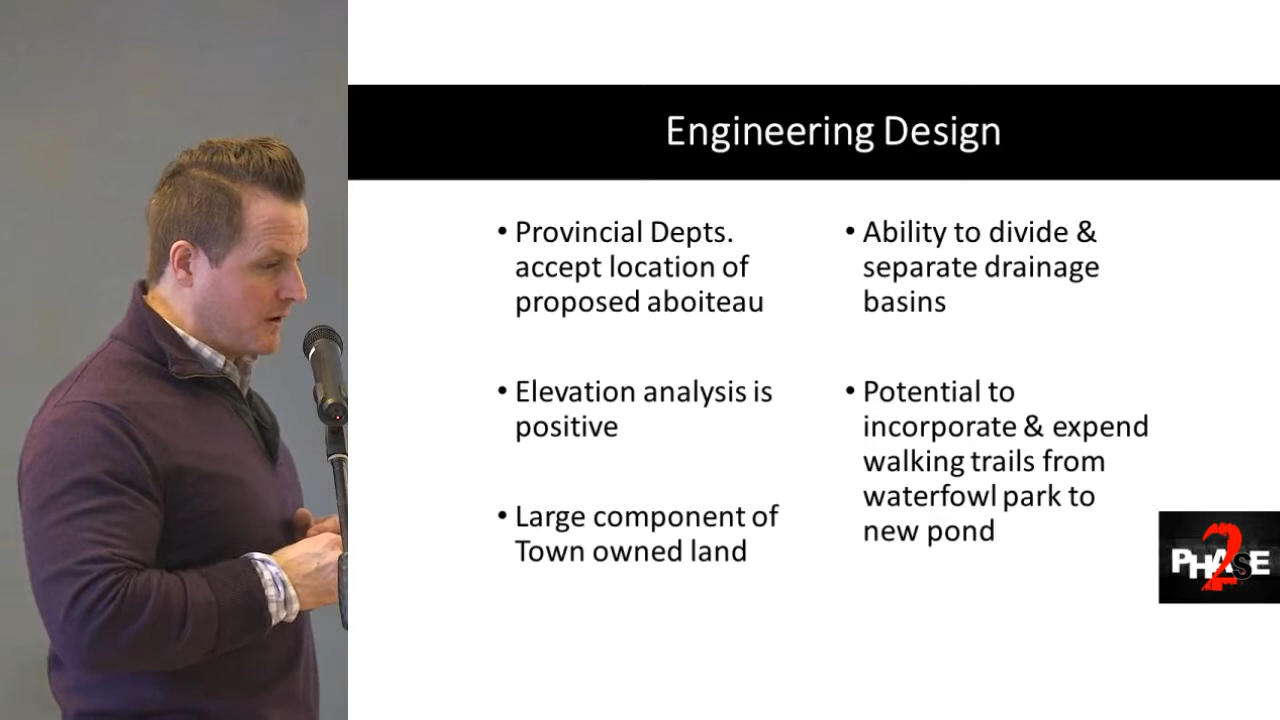 Engineering Design
• Provincial Depts.
accept location of
proposed aboiteau
• Elevation analysis is
positive
• Large component of
Town owned land
• Ability to divide &
separate drainage
basins
• Potential to
incorporate & expend
walking trails from
waterfowl park to
new pond
PHASE
2